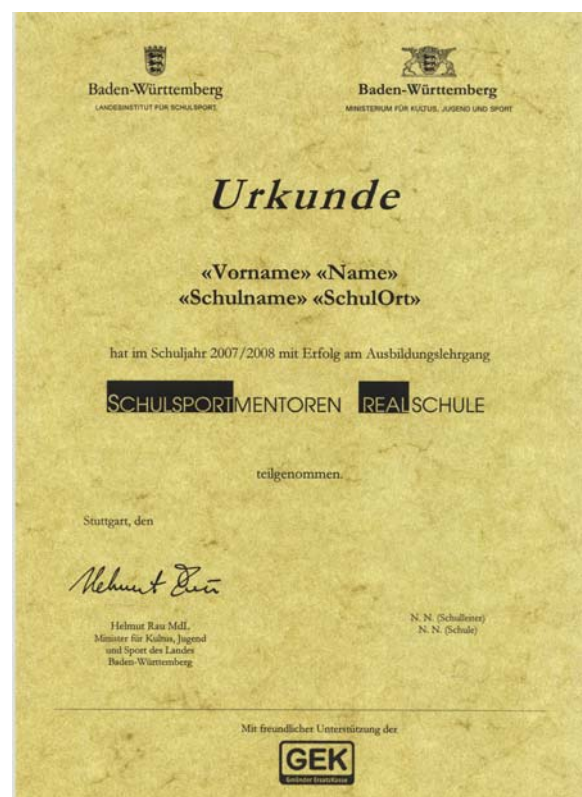 Baden-Württemberg
LANDESINSTITUT FÜR SCHULSPORT,
Baden-Württemberg
MINISTERIUM FÜR KULTUS, JUGEND UND SPORT
Urkunde
«Vorname» «Name»
«Schulname» «SchulOrt»
hat im Schuljahr 2007/2008 mit Erfolg am Ausbildungslehrgang
SCHULSPORTMENTOREN REALSCHULE
teilgenommen.
Stuttgart, den
Helmut Rau
Helmut Rau MdL
Minister für Kultus, Jugend
und Sport des Landes
Baden-Württemberg
N. N. (Schulleiter)
N. N. (Schule)
Mit freundlicher Unterstützung der
GEK
Gmünder ErsatzKasse